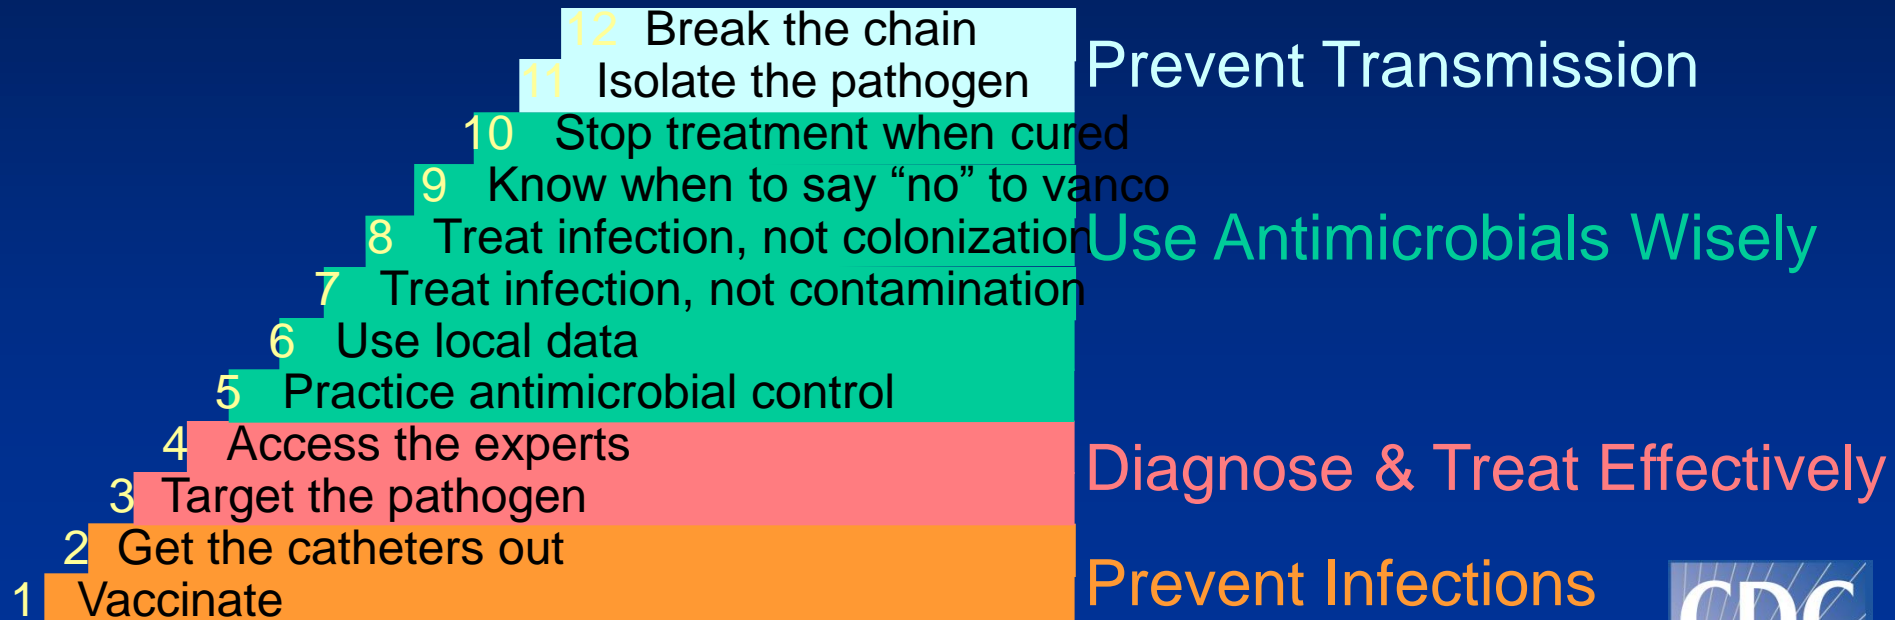 12 Break the chain
11 Isolate the pathogen
Prevent Transmission
10 Stop treatment when cured
9 Know when to say “no” to vanco
8 Treat infection, not colonization
Use Antimicrobials Wisely
7 Treat infection, not contamination
6 Use local data
5 Practice antimicrobial control
4 Access the experts
3 Target the pathogen
Diagnose & Treat Effectively
2 Get the catheters out
1 Vaccinate
Prevent Infections
CDC